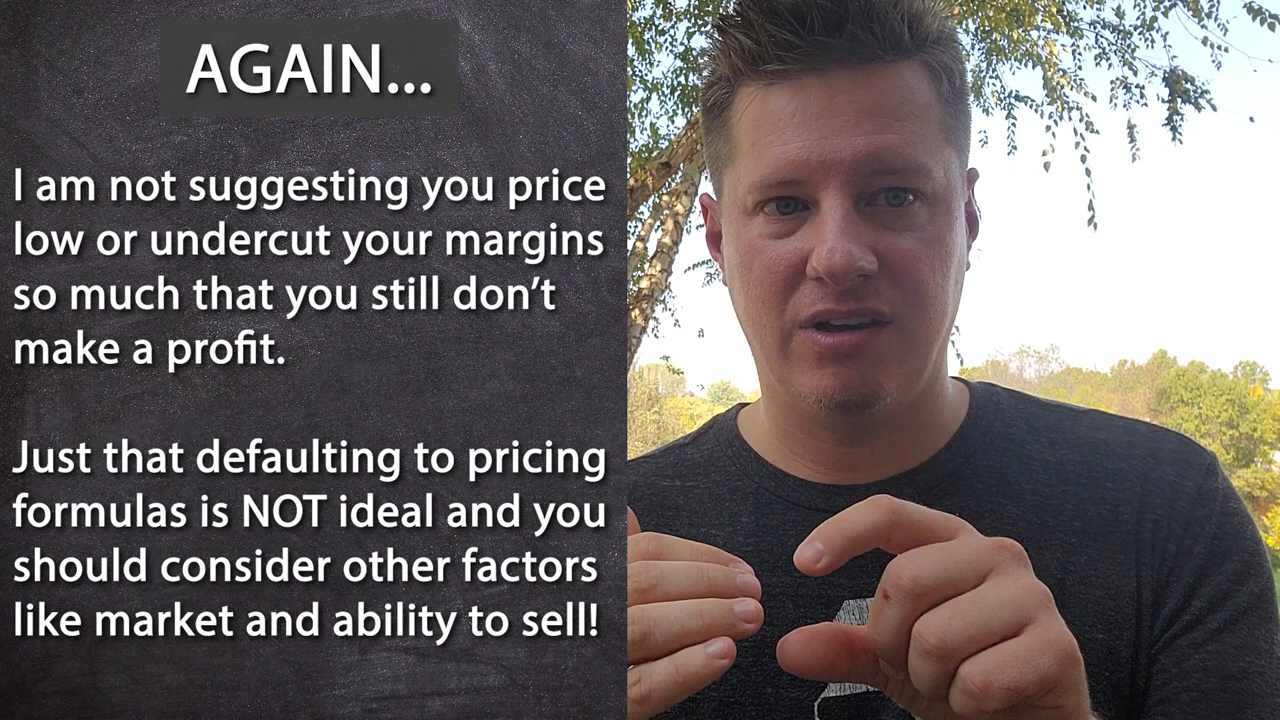 AGAIN...
I am not suggesting you price
low or undercut your margins
so much that you still don’t
make a profit.
Just that defaulting to pricing
formulas is NOT ideal and you
should consider other factors
like market and ability to sell!